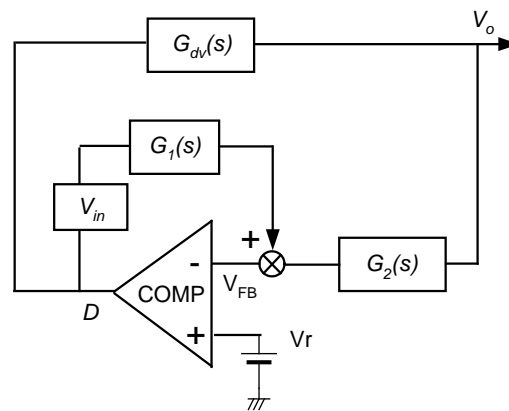 G_dv(s)
V_o
G_1(s)
V_in
+
-
COMP
V_FB
G_2(s)
D
+
Vr